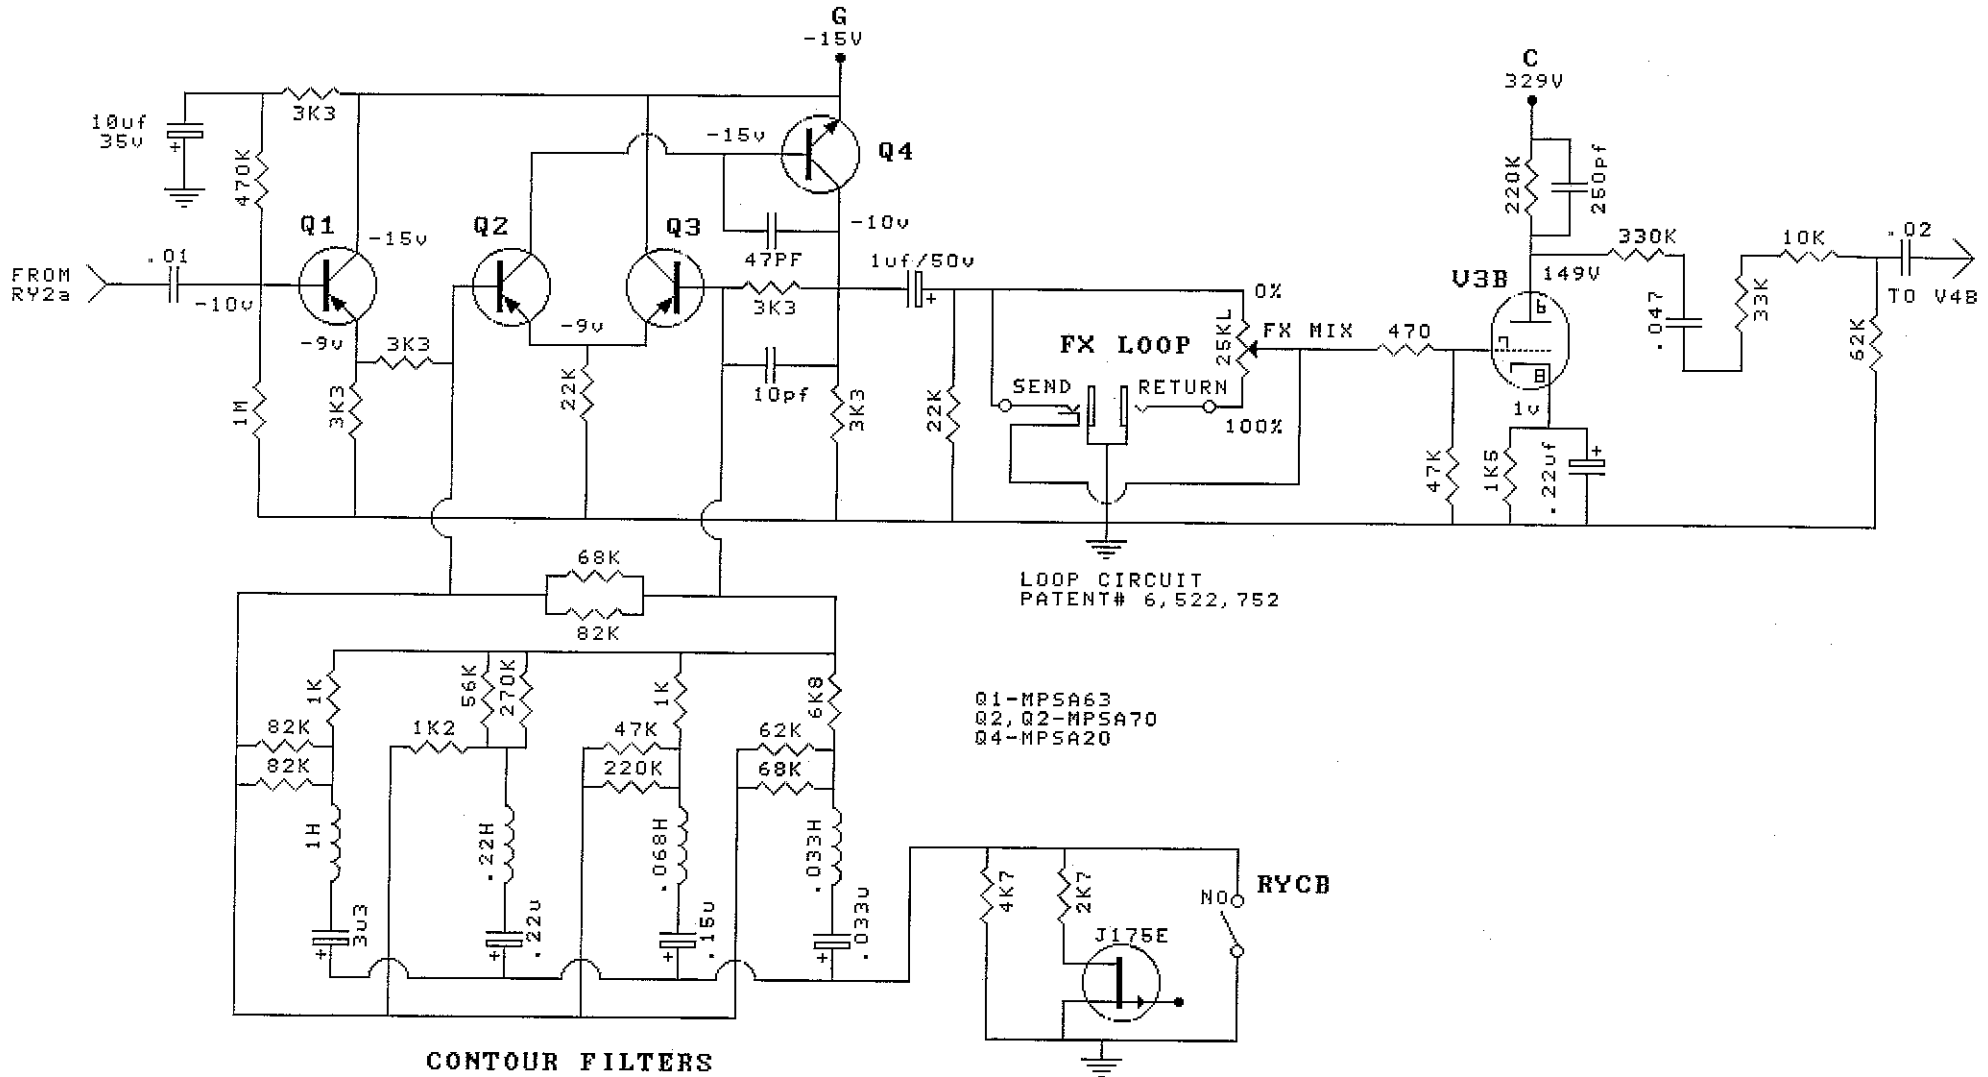 G
-15V
C
329V
3K3
10uf
35v
470K
-15v
Q4
220K
250pf
Q1
Q2
Q3
-15v
-10v
330K
10K
.02
.01
47PF
1uf/50v
149V
FROM
RY2a
-10v
3K3
0%
V3B
TO V4B
-9v
-9v
FX MIX
470
.047
33K
62K
3K3
25KL
FX LOOP
22K
10pf
SEND
RETURN
1v
1M
3K3
3K3
22K
100%
47K
1K5
.22uf
68K
82K
LOOP CIRCUIT
PATENT# 6,522,752
1K
56K
270K
1K
6K8
Q1-MPSA63
Q2,Q2-MPSA70
Q4-MPSA20
82K
1K2
47K
62K
82K
220K
68K
1H
.22H
.068H
.033H
4K7
2K7
NO
RYCB
3u3
.22u
.15u
.033u
J175E
CONTOUR FILTERS